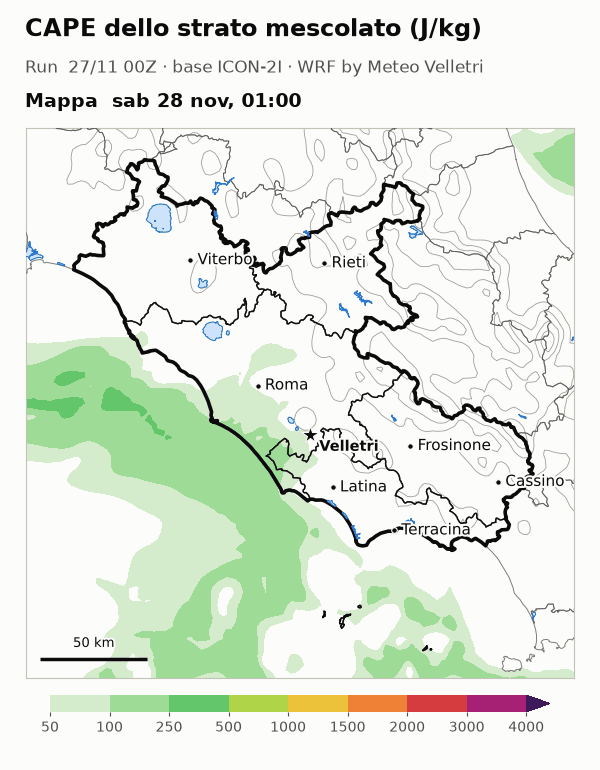 CAPE dello strato mescolato (J/kg)
Run  27/11 00Z · base ICON-2I · WRF by Meteo Velletri
Mappa  sab 28 nov, 01:00
Viterbo
Rieti
Roma
Velletri
Frosinone
Cassino
Latina
Terracina
50 km
50 100 250 500 1000 1500 2000 3000 4000